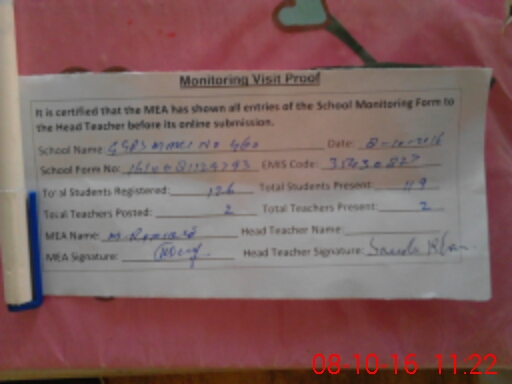 Monitoring Visit Proof
It is certified that the MEA has shown all entries of the School Monitoring Form to
the Head Teacher before its online submission.
School Name: Date: 8-10-2016
School Form No: EMIS Code:
Total Students Registered: 126 Total Students Present: 119
Total Teachers Posted: 2 Total Teachers Present: 2
MEA Name: Head Teacher Name:
MEA Signature: Head Teacher Signature:
08-10-16 11:22